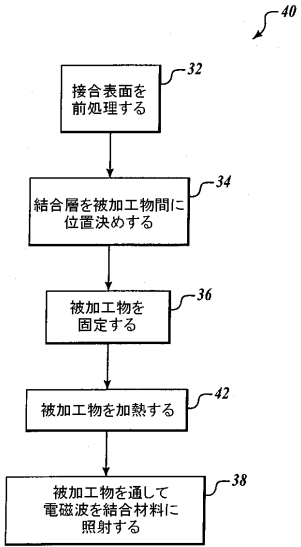 40
32
接合表面を
前処理する
34
結合層を被加工物間に
位置決めする
36
被加工物を
固定する
42
被加工物を加熱する
38
被加工物を通して
電磁波を結合材料に
照射する